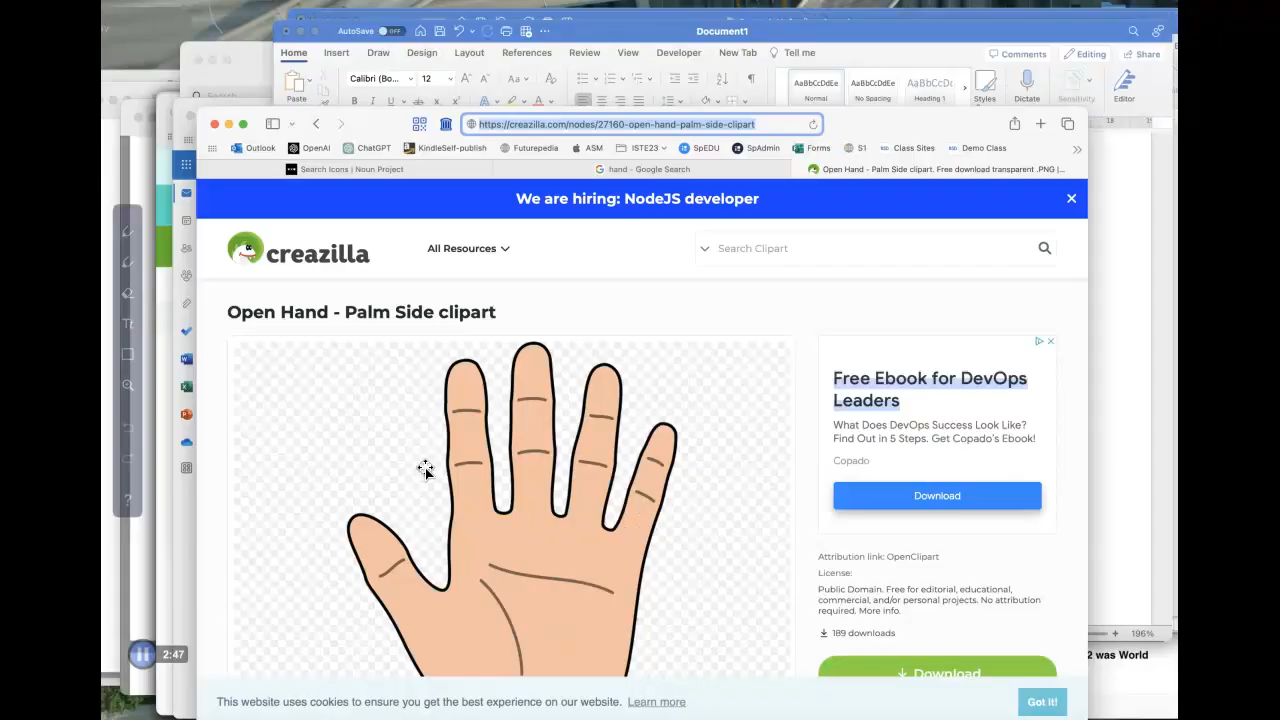 AutoSave OFF
Document1
Home Insert Draw Design Layout References Review View Developer New Tab Tell me
Comments Editing Share
Calibri (Bo... 12
Paste
AaBbCcDdEe AaBbCcDdEe AaBbCcDd
Normal No Spacing Heading 1 Styles Dictate Sensitivity Editor
https://creazilla.com/nodes/27160-open-hand-palm-side-clipart
Outlook OpenAI ChatGPT KindleSelf-publish Futurepedia ASM ISTE23 SpEDU SpAdmin Forms S1 Class Sites Demo Class
Search Icons | Noun Project
hand - Google Search
Open Hand - Palm Side clipart. Free download transparent .PNG |...
We are hiring: NodeJS developer
creazilla
All Resources
Search Clipart
Open Hand - Palm Side clipart
Free Ebook for DevOps
Leaders
What Does DevOps Success Look Like?
Find Out in 5 Steps. Get Copado's Ebook!
Copado
Download
Attribution link: OpenClipart
License:
Public Domain. Free for editorial, educational,
commercial, and/or personal projects. No attribution
required. More info.
189 downloads
Download
196%
2 was World
2:47
This website uses cookies to ensure you get the best experience on our website. Learn more
Got it!